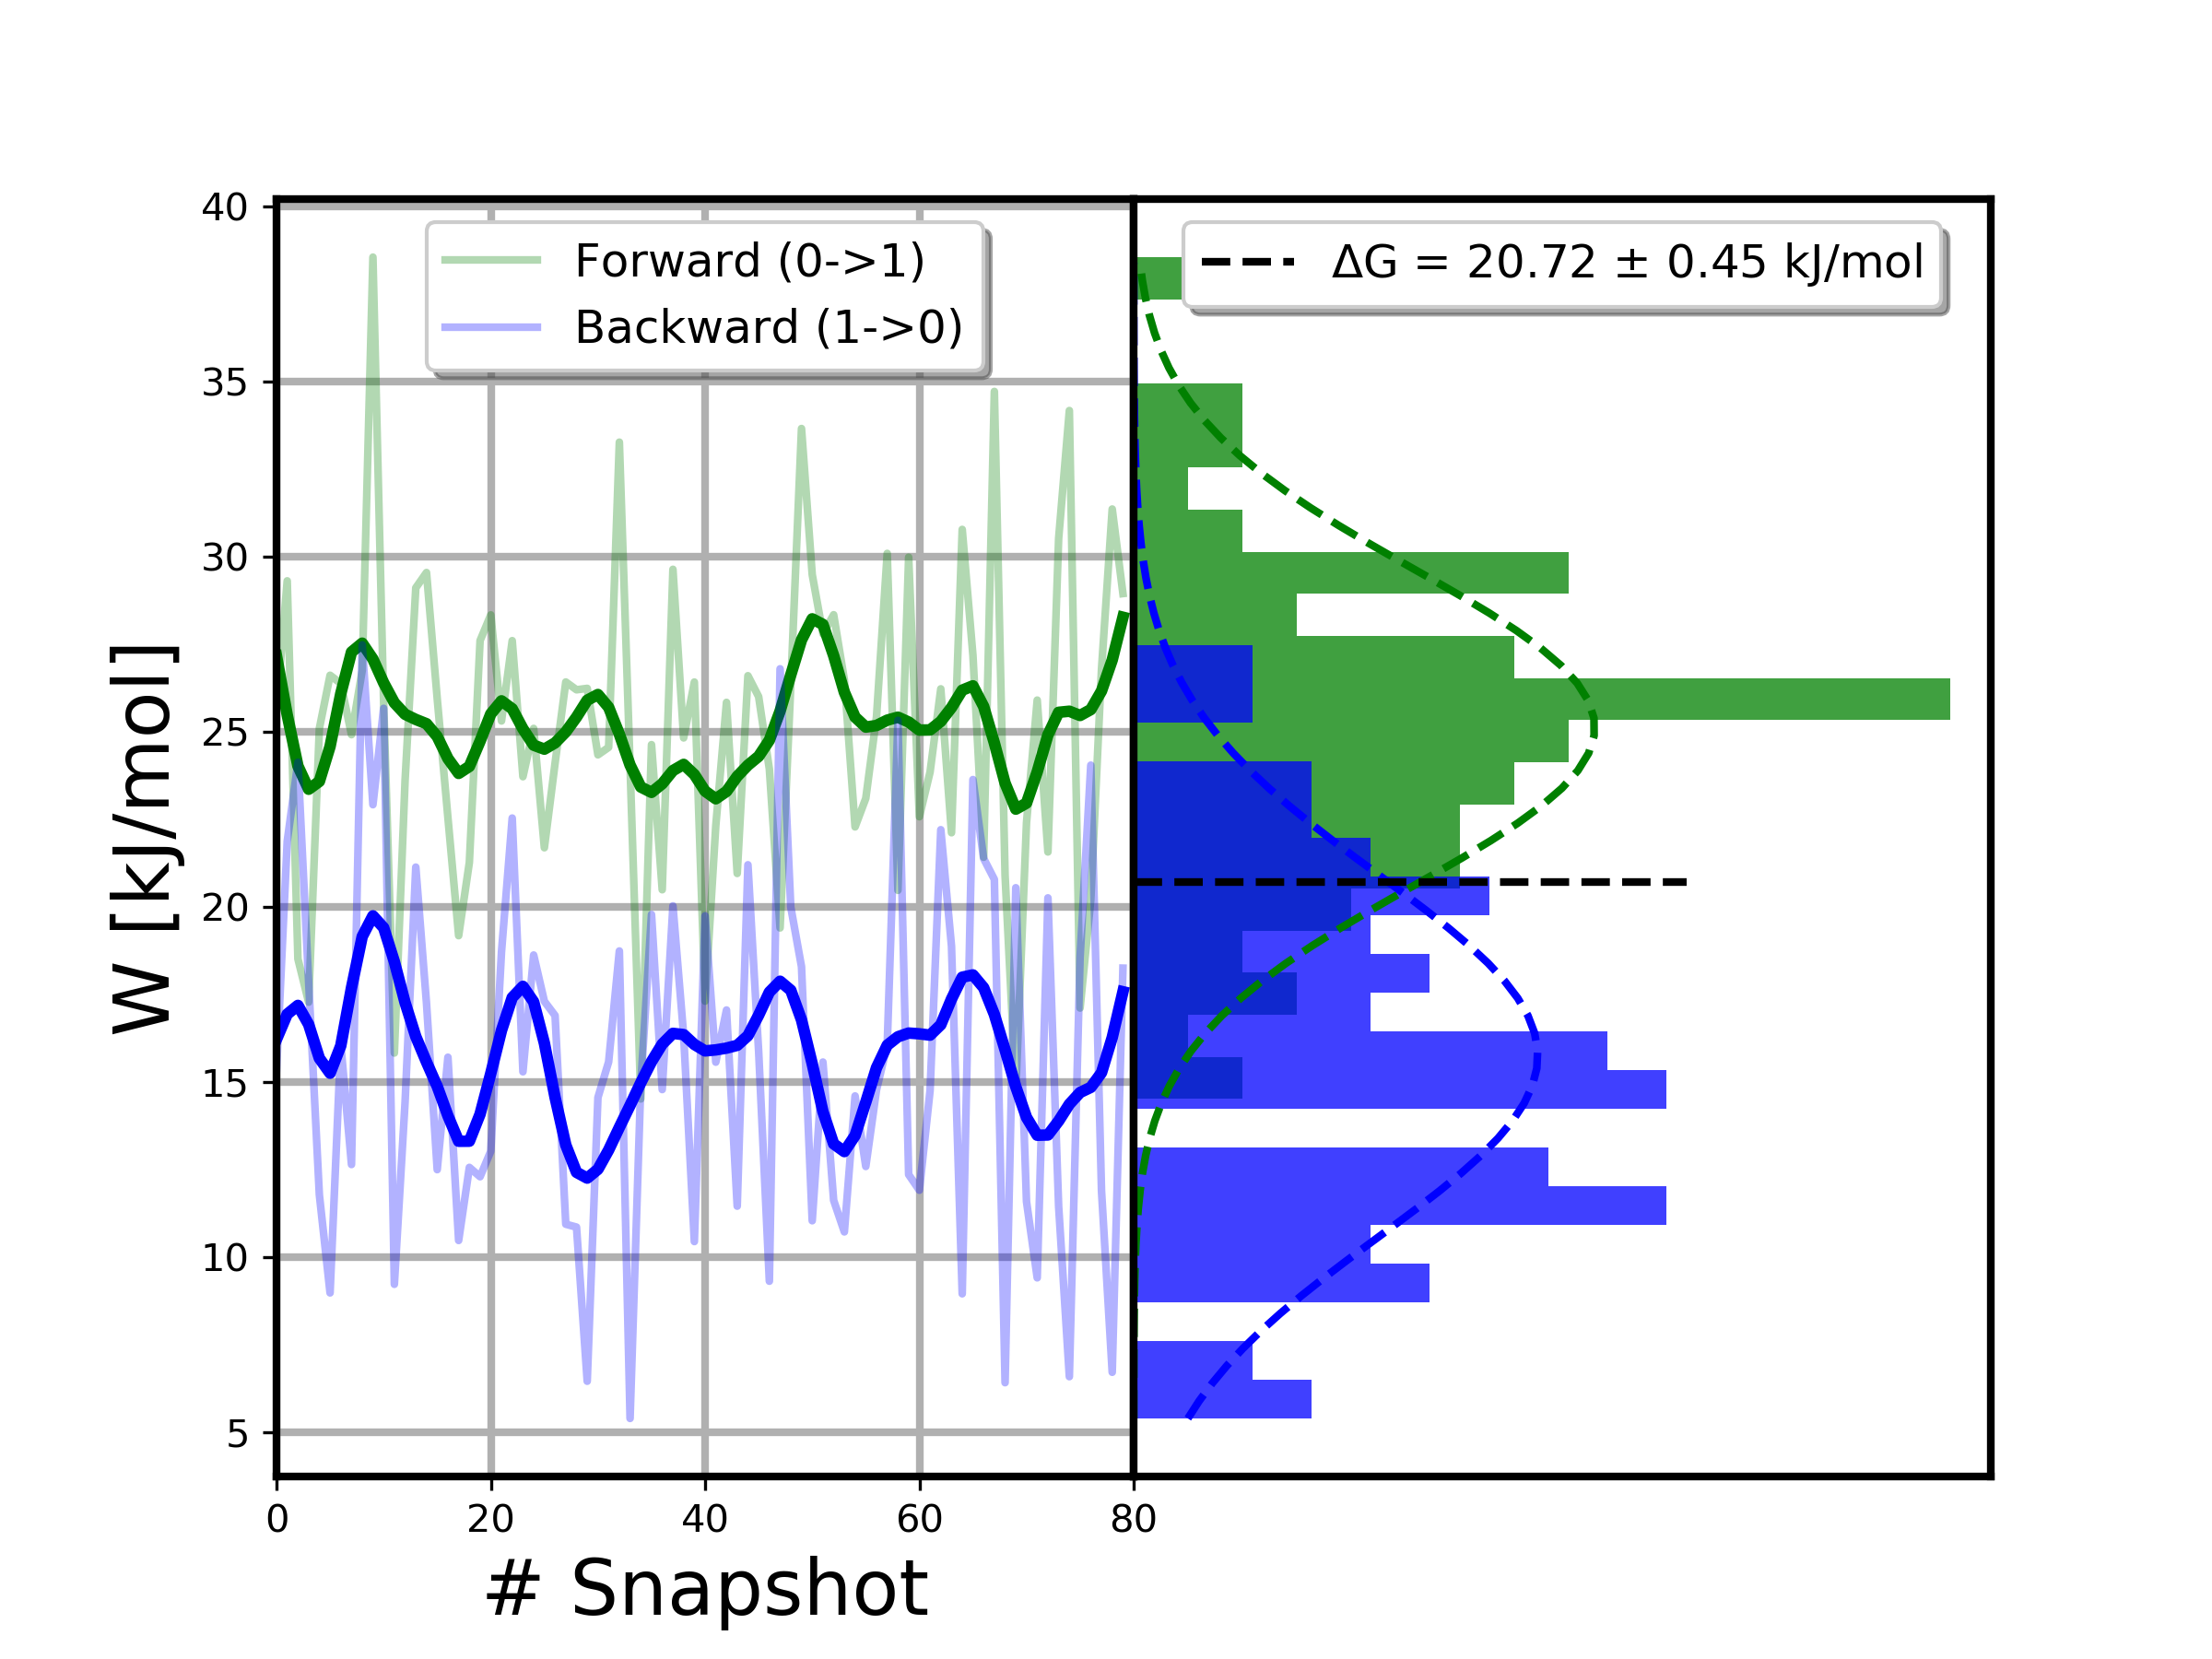 Forward (0->1)
Backward (1->0)
ΔG = 20.72 ± 0.45 kJ/mol
W [kJ/mol]
40
35
30
25
20
15
10
5
0
20
40
60
80
# Snapshot